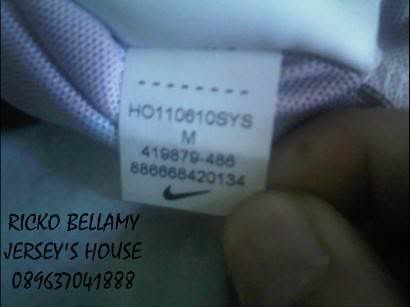 --------
HO110610SYS
M
419879-486
886668420134
RICKO BELLAMY
JERSEY'S HOUSE
089637041888